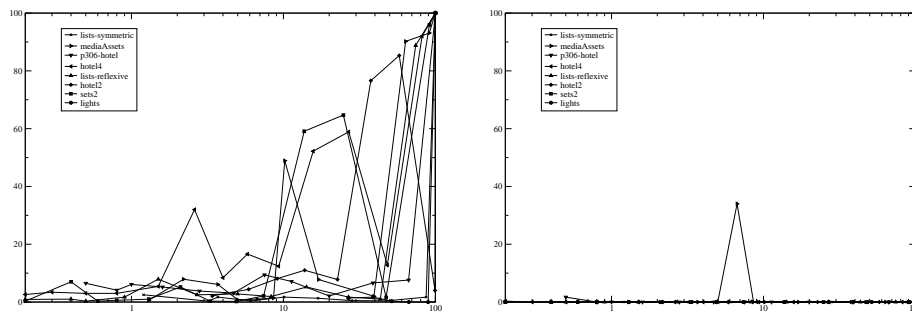 100
80
60
40
20
0
1
10
100
lists-symmetric
mediaAssets
p306-hotel
hotel4
lists-reflexive
hotel2
sets2
lights
100
80
60
40
20
0
1
10
lists-symmetric
mediaAssets
p306-hotel
hotel4
lists-reflexive
hotel2
sets2
lights